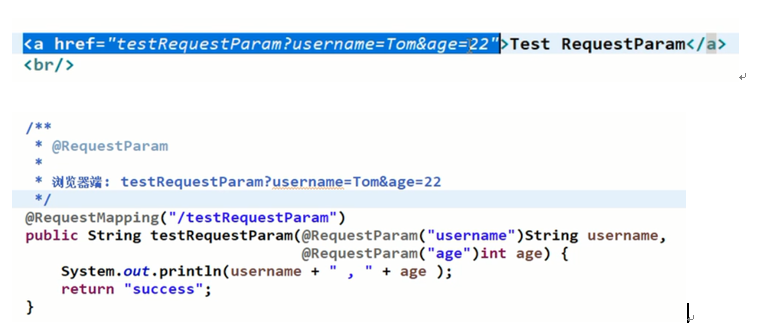 <a href="testRequestParam?username=Tom&age=22">Test RequestParam</a>
<br/>
/**
 * @RequestParam
 *
 * 浏览器端: testRequestParam?username=Tom&age=22
 */
@RequestMapping("/testRequestParam")
public String testRequestParam(@RequestParam("username")String username,
                               @RequestParam("age")int age) {
    System.out.println(username + " , " + age );
    return "success";
}